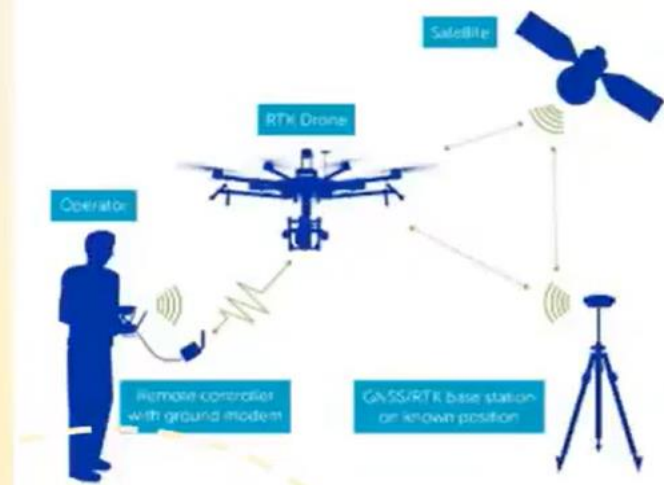 Satellite
RTK Drone
Operator
Remote controller
with ground modem
GNSS/RTK base station
on known position